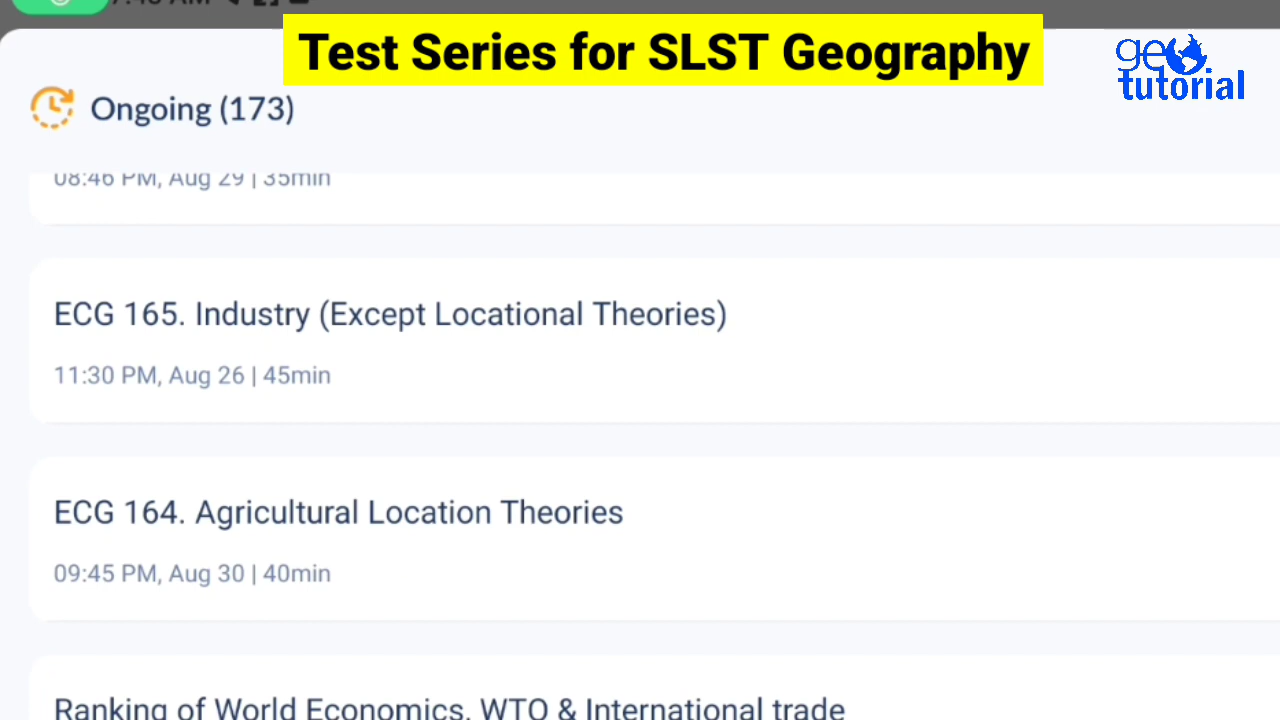 Test Series for SLST Geography
geo
tutorial
Ongoing (173)
08:46 PM, Aug 29 | 35min
ECG 165. Industry (Except Locational Theories)
11:30 PM, Aug 26 | 45min
ECG 164. Agricultural Location Theories
09:45 PM, Aug 30 | 40min
Ranking of World Economics, WTO & International trade